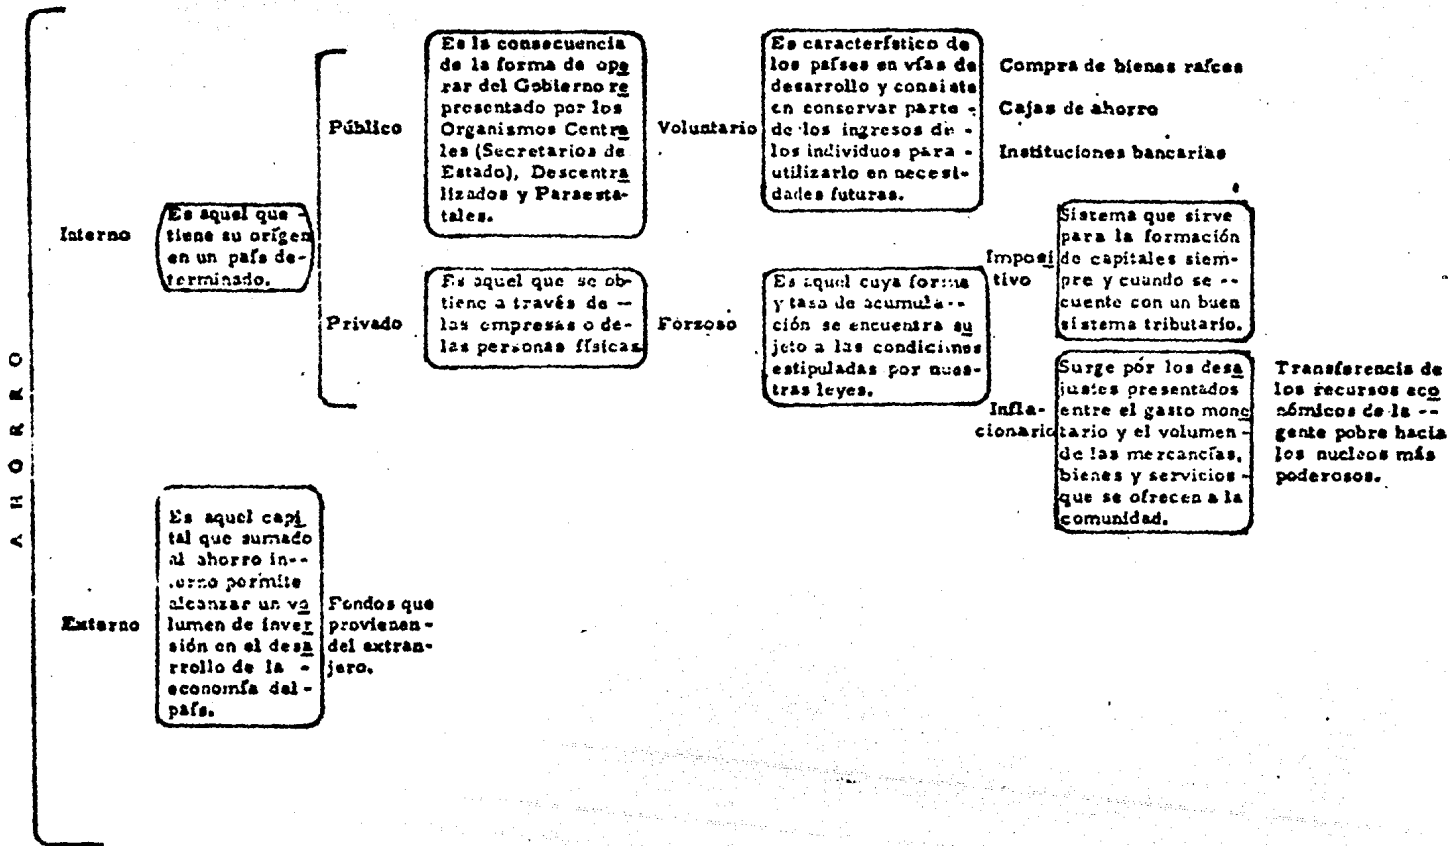 AHORRO
Interno
Es aquel que -
tiene su orígen
en un país de-
terminado.
Público
Es la consecuencia
de la forma de ope
rar del Gobierno re
presentado por los
Organismos Centra
les (Secretarios de
Estado), Descentra
lizados y Paraesta-
tales.
Voluntario
Es característico de
los países en vías de
desarrollo y consiste
en conservar parte -
de los ingresos de -
los individuos para -
utilizarlo en necesi-
dades futuras.
Compra de bienes raíces
Cajas de ahorro
Instituciones bancarias
Privado
Es aquel que se ob-
tiene a través de --
las empresas o de-
las personas físicas
Forzoso
Es aquel cuya forma
y tasa de acumula--
ción se encuentra su
jeto a las condiciones
estipuladas por nues-
tras leyes.
Imposi
tivo
Sistema que sirve
para la formación
de capitales siem-
pre y cuando se --
cuente con un buen
sistema tributario.
Infla-
cionario
Surge por los desa
justes presentados
entre el gasto mone
tario y el volumen -
de las mercancías,
bienes y servicios -
que se ofrecen a la
comunidad.
Transferencia de
los recursos eco
nómicos de la --
gente pobre hacia
los nucleos más
poderosos.
Externo
Es aquel capi
tal que sumado
al ahorro in--
terno permite
alcanzar un vo
lumen de inver
sión en el desa
rrollo de la -
economía del -
país.
Fondos que
provienen -
del extran-
jero.